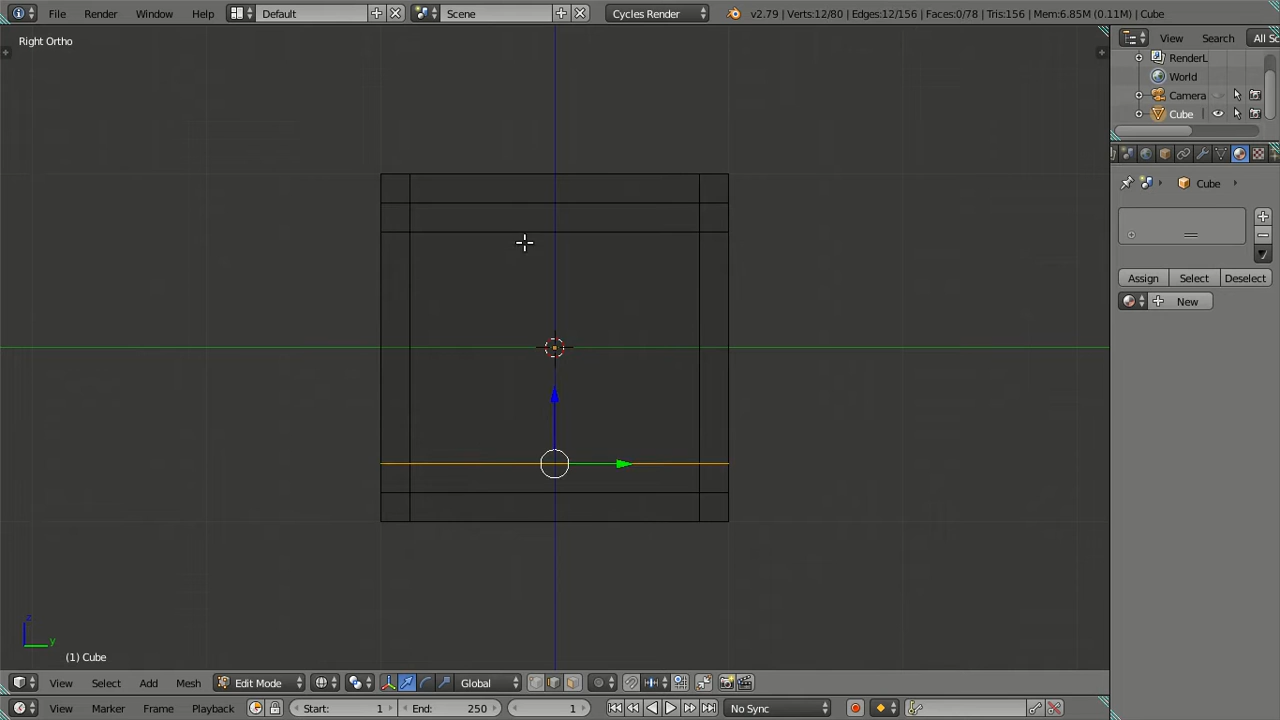 File Render Window Help Default Scene Cycles Render v2.79 | Verts:12/80 | Edges:12/156 | Faces:0/78 | Tris:156 | Mem:6.85M (0.11M) | Cube
View Search All Sc
Right Ortho
RenderL
World
Camera
Cube
Cube
Assign Select Deselect
New
z
y
(1) Cube
View Select Add Mesh Edit Mode Global
View Marker Frame Playback Start: 1 End: 250 1 No Sync